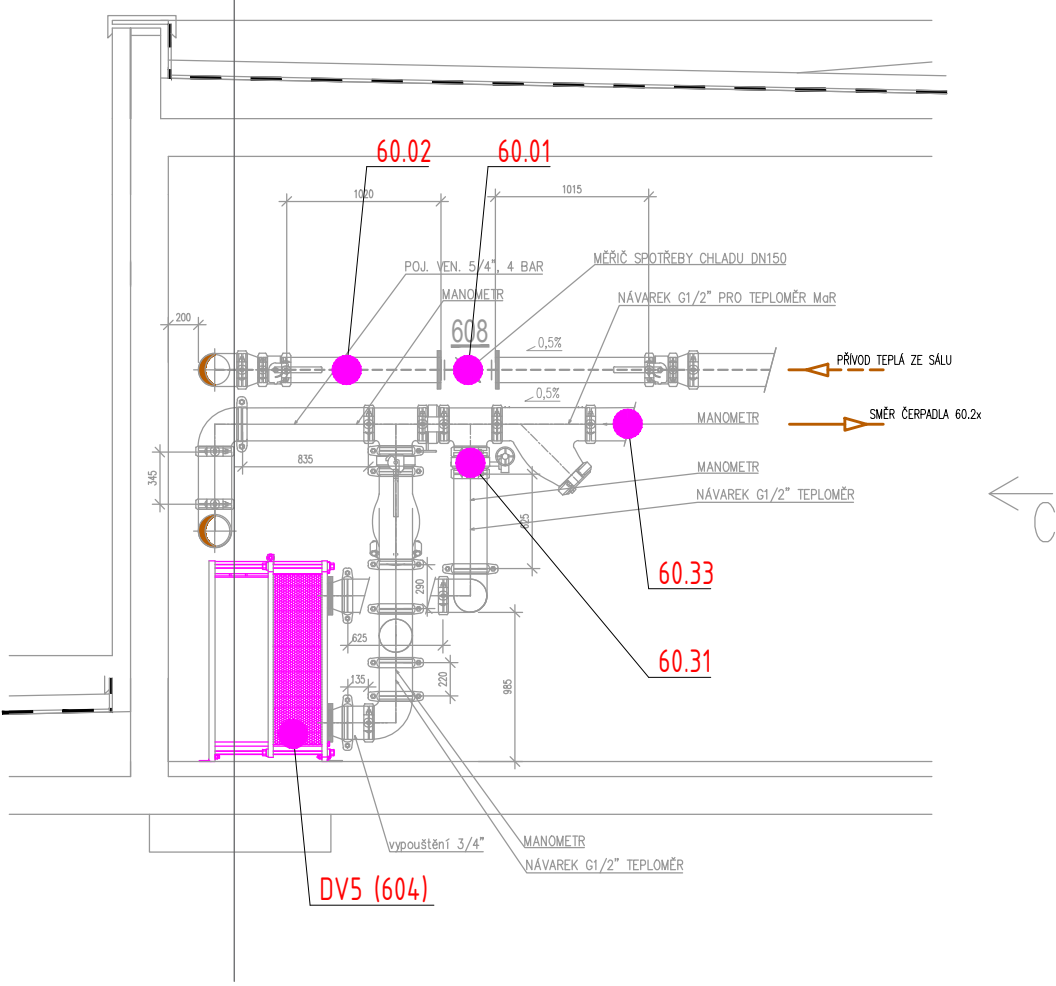 60.02
60.01
1020
1015
MĚŘIČ SPOTŘEBY CHLADU DN150
POJ. VEN. 5/4", 4 BAR
MANOMETR
NÁVAREK G1/2" PRO TEPLOMĚR MaR
200
608
0,5%
PŘÍVOD TEPLÁ ZE SÁLU
0,5%
SMĚR ČERPADLA 60.2x
MANOMETR
835
345
MANOMETR
NÁVAREK G1/2" TEPLOMĚR
625
60.33
290
625
60.31
220
135
985
vypouštění 3/4"
MANOMETR
NÁVAREK G1/2" TEPLOMĚR
DV5 (604)